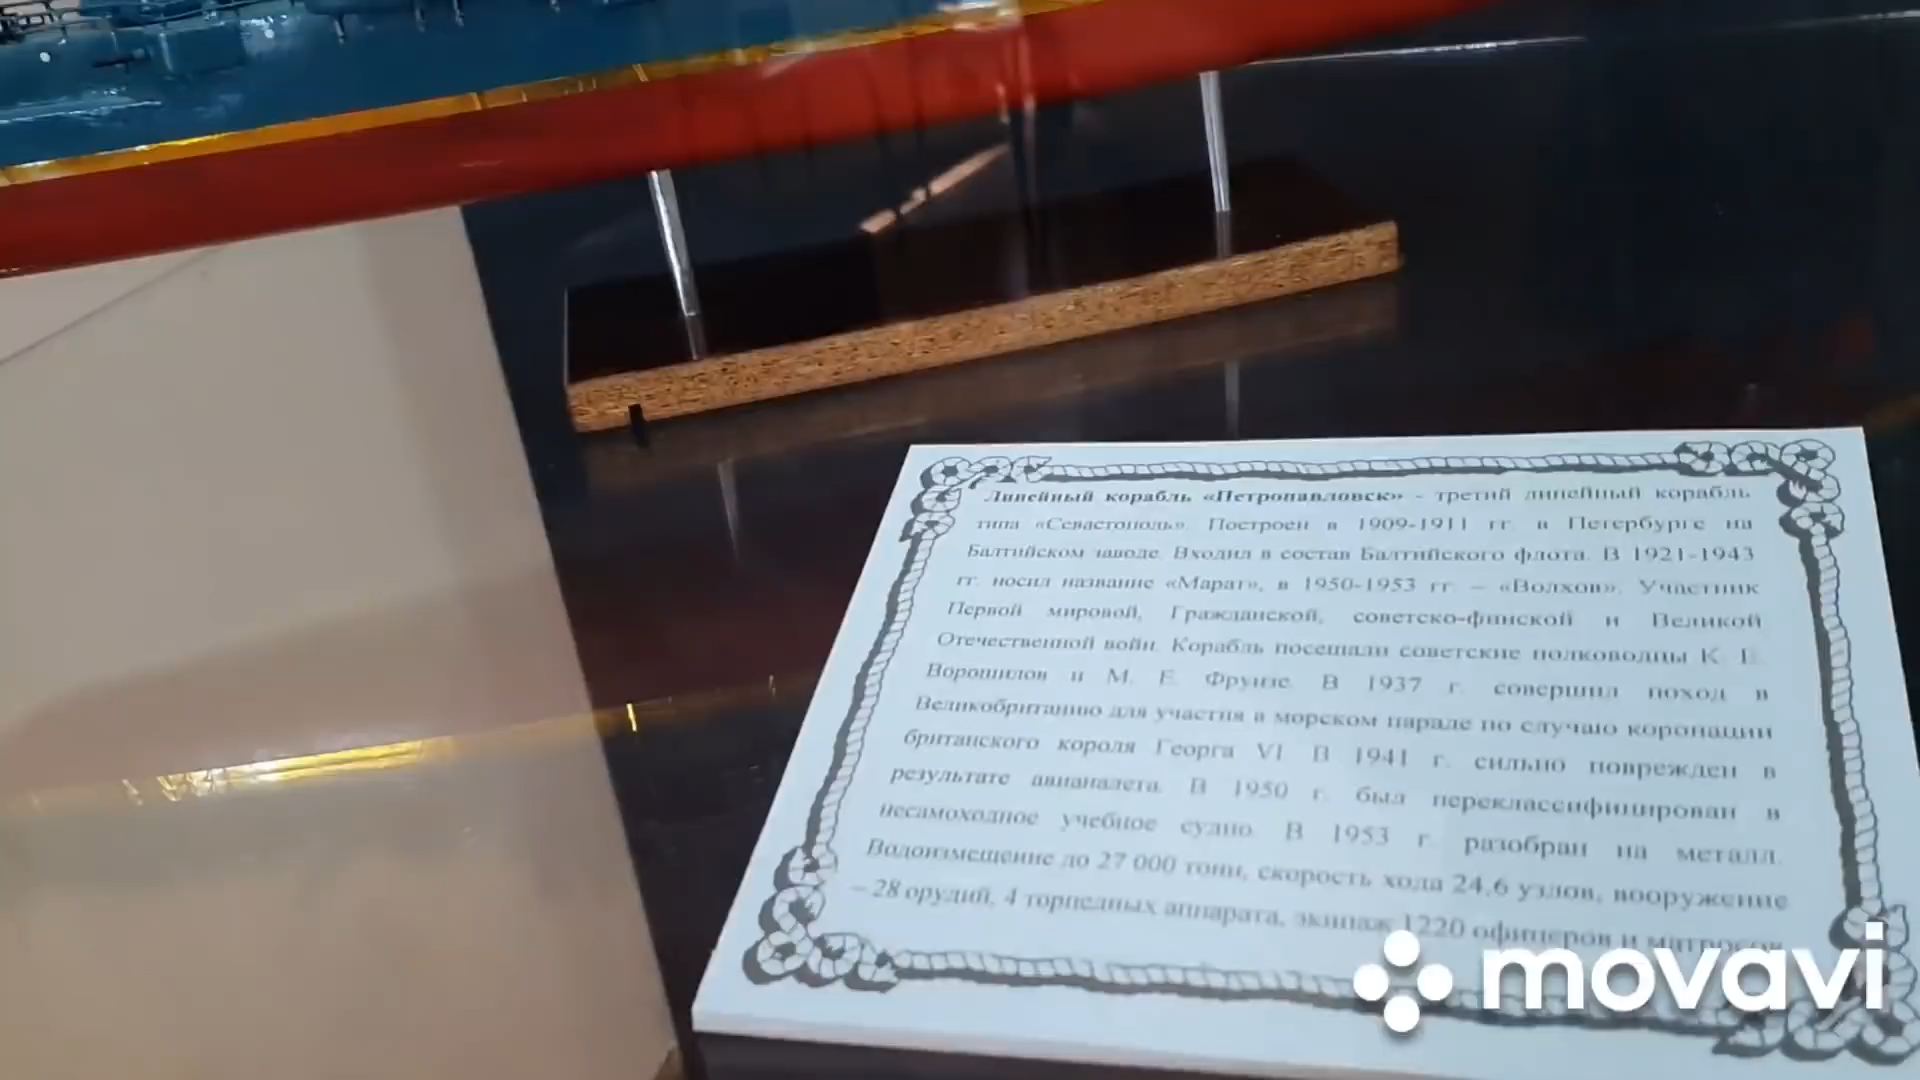 Линейный корабль «Петропавловск» - третий линейный корабль
типа «Севастополь». Построен в 1909-1911 гг. в Петербурге на
Балтийском заводе. Входил в состав Балтийского флота. В 1921-1943
гг. носил название «Марат», в 1950-1953 гг – «Волхов». Участник
Первой мировой, Гражданской, советско-финской и Великой
Отечественной войн. Корабль посещали советские полководцы К. Е.
Ворошилов и М. Е. Фрунзе. В 1937 г. совершил поход в
Великобританию для участия в морском параде по случаю коронации
британского короля Георга VI. В 1941 г. сильно поврежден в
результате авианалета. В 1950 г. был переклассифицирован в
несамоходное учебное судно. В 1953 г. разобран на металл.
Водоизмещение до 27 000 тонн, скорость хода 24,6 узлов, вооружение
– 28 орудий, 4 торпедных аппарата, экипаж 1220 офицеров и матросов
movavi